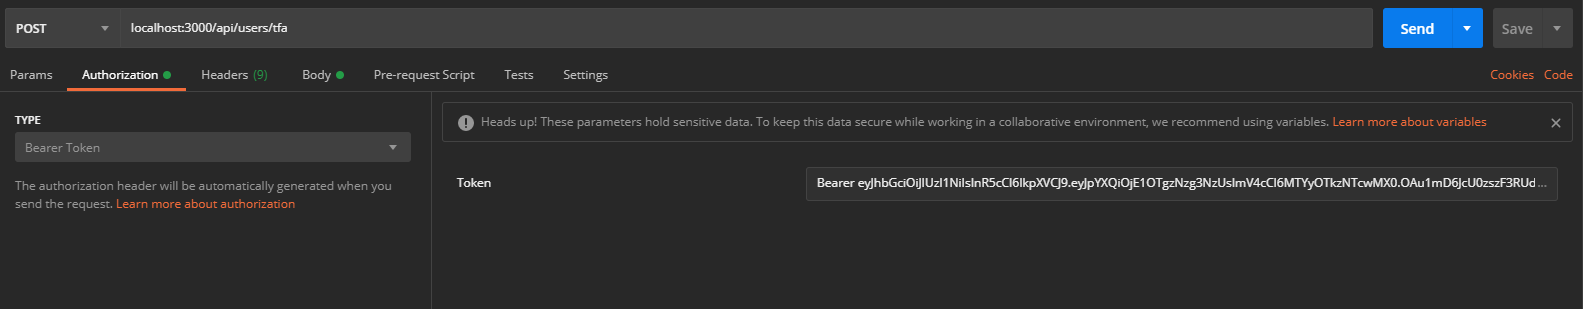 POST
localhost:3000/api/users/tfa
Send
Save
Params
Authorization
Headers (9)
Body
Pre-request Script
Tests
Settings
Cookies
Code
TYPE
Bearer Token
The authorization header will be automatically generated when you
send the request. Learn more about authorization
Heads up! These parameters hold sensitive data. To keep this data secure while working in a collaborative environment, we recommend using variables. Learn more about variables
Token
Bearer eyJhbGciOiJIUzI1NiIsInR5cCI6IkpXVCJ9.eyJpYXQiOjE1OTgzNzg3NzUsImV4cCI6MTYyOTkzNTcwMX0.OAu1mD6JcU0zszF3RUd...